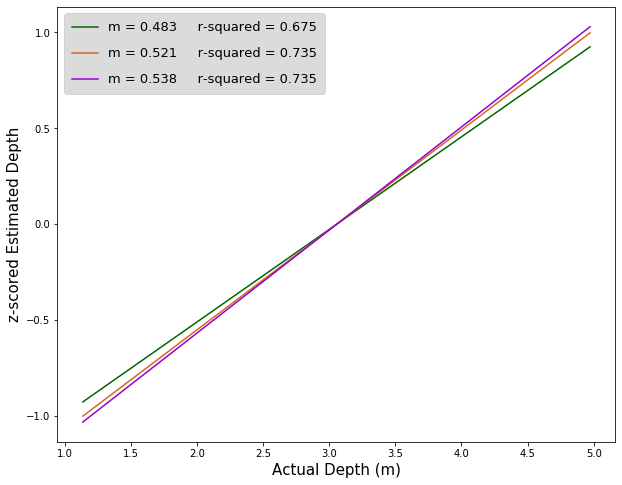 m = 0.483 r-squared = 0.675
m = 0.521 r-squared = 0.735
m = 0.538 r-squared = 0.735
1.0
0.5
0.0
−0.5
−1.0
z-scored Estimated Depth
1.0 1.5 2.0 2.5 3.0 3.5 4.0 4.5 5.0
Actual Depth (m)